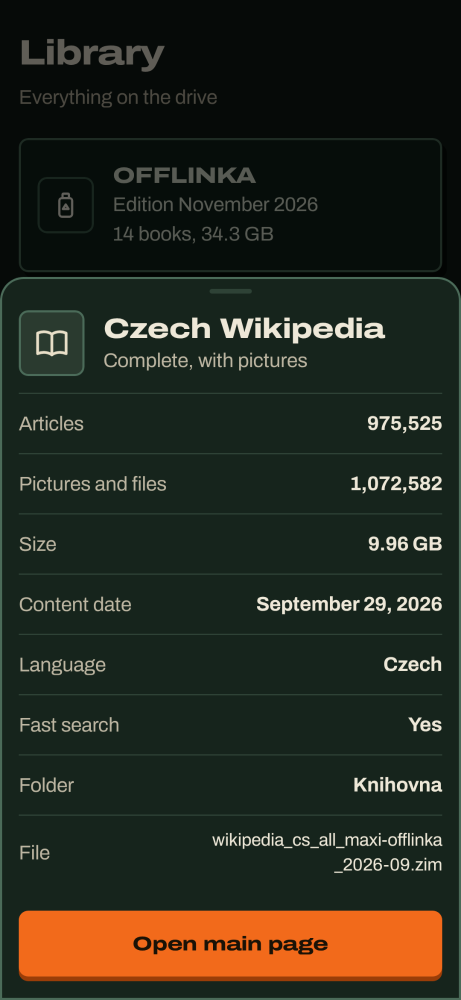 Library
Everything on the drive
OFFLINKA
Edition November 2026
14 books, 34.3 GB
Czech Wikipedia
Complete, with pictures
Articles 975,525
Pictures and files 1,072,582
Size 9.96 GB
Content date September 29, 2026
Language Czech
Fast search Yes
Folder Knihovna
File wikipedia_cs_all_maxi-offlinka
_2026-09.zim
Open main page